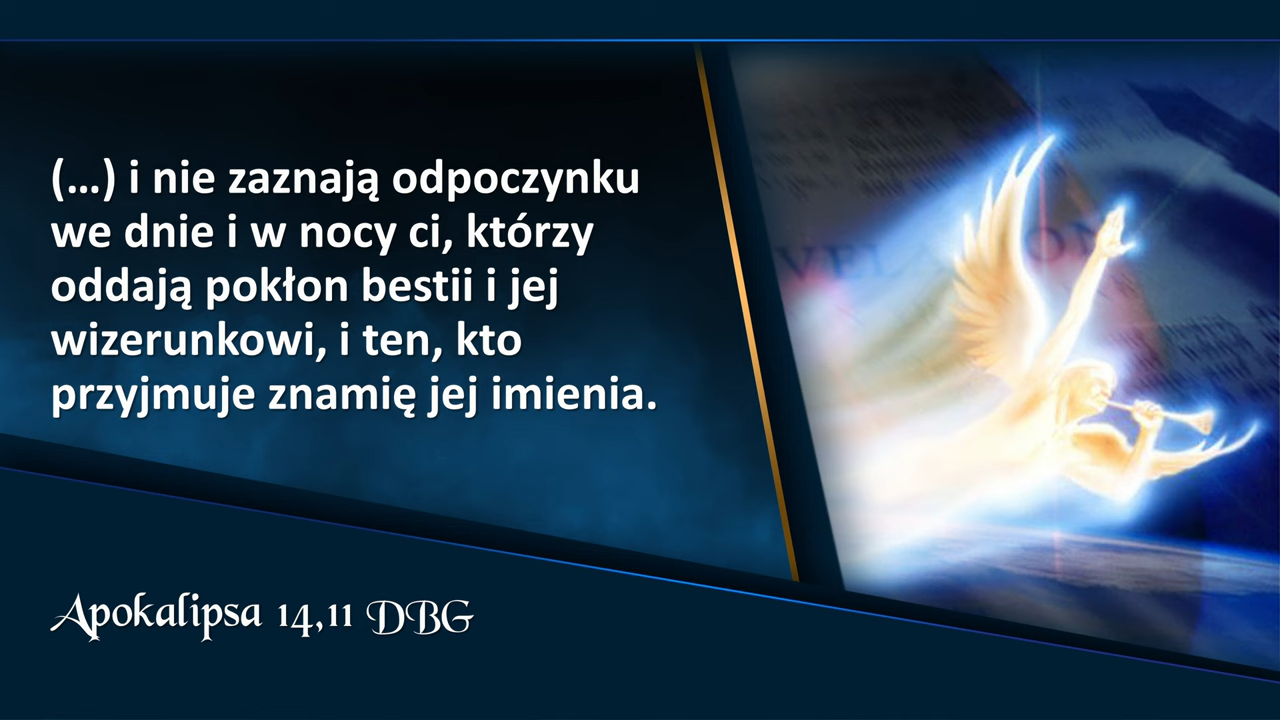 (...) i nie zaznają odpoczynku
we dnie i w nocy ci, którzy
oddają pokłon bestii i jej
wizerunkowi, i ten, kto
przyjmuje znamię jej imienia.
Apokalipsa 14,11 DBG